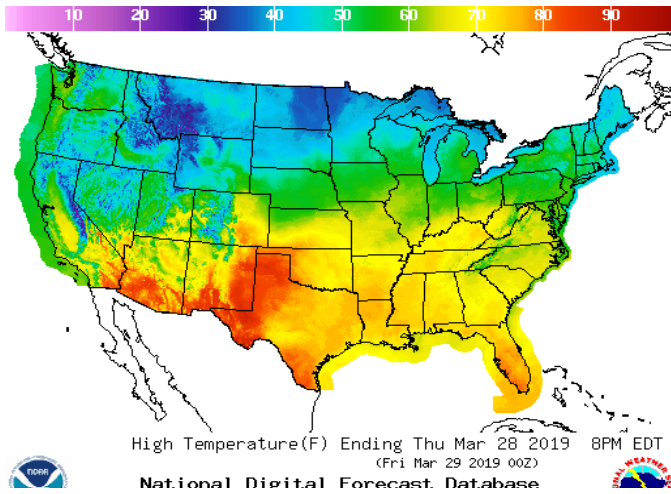 10 20 30 40 50 60 70 80 90
High Temperature(F) Ending Thu Mar 28 2019 8PM EDT
(Fri Mar 29 2019 00Z)
National Digital Forecast Database
NOAA